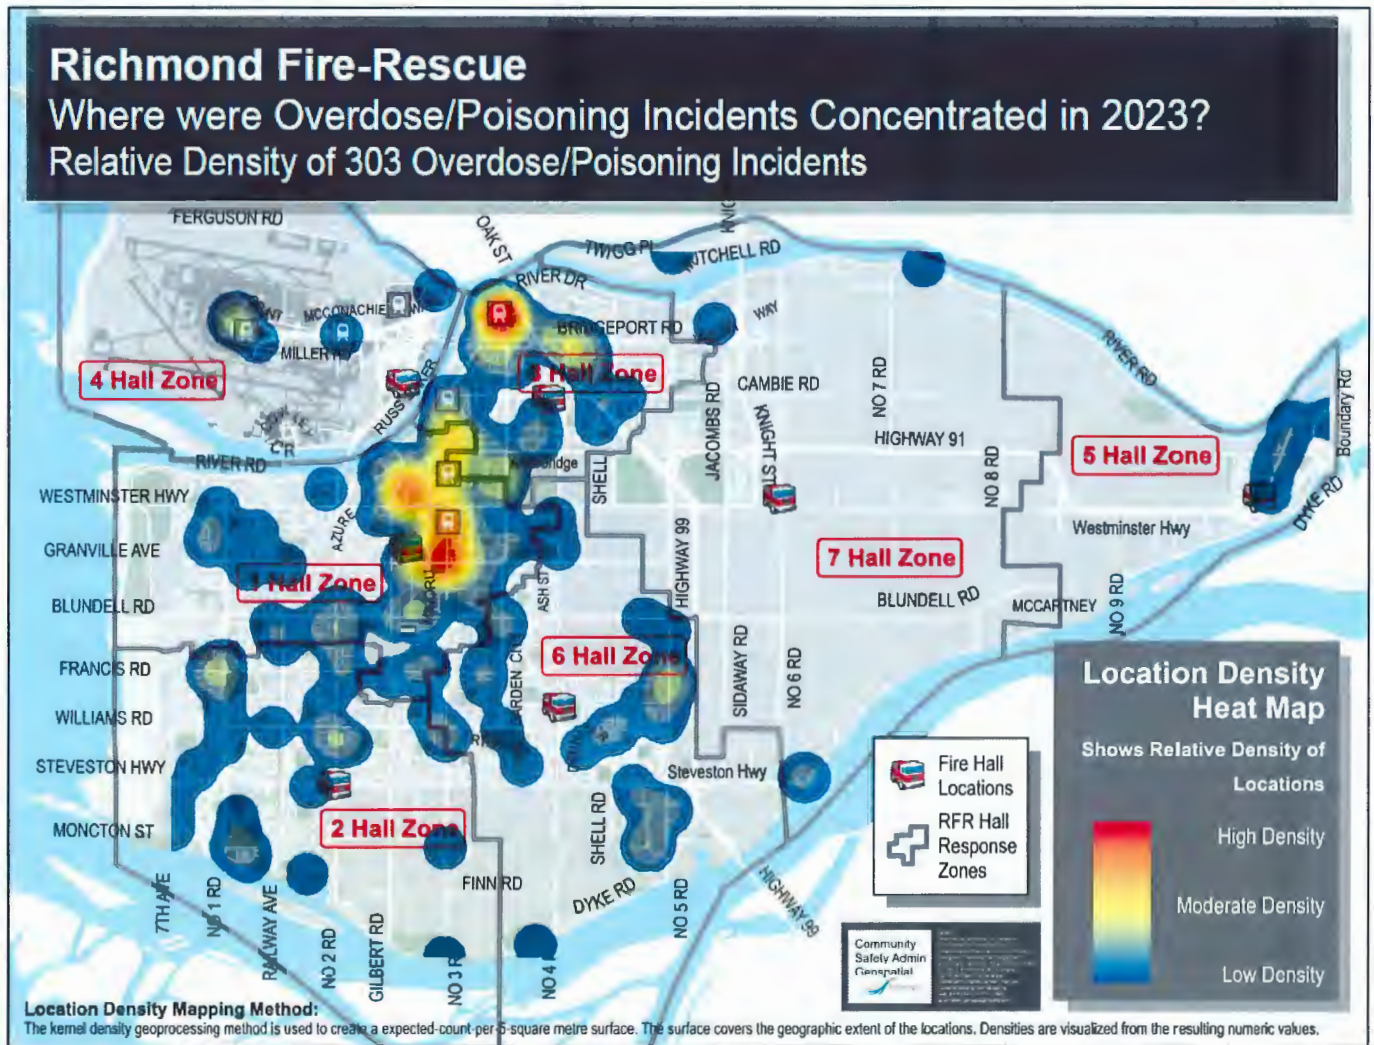 Richmond Fire-Rescue
Where were Overdose/Poisoning Incidents Concentrated in 2023?
Relative Density of 303 Overdose/Poisoning Incidents
FERGUSON RD
OAK ST
TWIGG PL
MITCHELL RD
RIVER DR
MCCONACHIE
WAY
BRIDGEPORT RD
MILLER RD
RIVER RD
4 Hall Zone
3 Hall Zone
CAMBIE RD
NO 7 RD
JACOBMS RD
KNIGHT ST
HIGHWAY 91
5 Hall Zone
Boundary Rd
RIVER RD
SHELL
NO 8 RD
WESTMINSTER HWY
AZURE
Westminster Hwy
DYKE RD
GRANVILLE AVE
7 Hall Zone
1 Hall Zone
ASH ST
HIGHWAY 99
BLUNDELL RD
BLUNDELL RD
MCCARTNEY
NO 9 RD
FRANCIS RD
6 Hall Zone
SIDAWAY RD
NO 6 RD
WILLIAMS RD
STEVESTON HWY
Steveston Hwy
MONCTON ST
2 Hall Zone
SHELL RD
FINN RD
DYKE RD
HIGHWAY 99
7TH AVE
NO 1 RD
RAILWAY AVE
NO 2 RD
GILBERT RD
NO 3 R
NO 4
NO 5 RD
Location Density
Heat Map
Shows Relative Density of
Locations
High Density
Moderate Density
Low Density
Fire Hall
Locations
RFR Hall
Response
Zones
Community
Safety Admin
Geospatial
Location Density Mapping Method:
The kernel density geoprocessing method is used to create a expected-count-per-5-square metre surface. The surface covers the geographic extent of the locations. Densities are visualized from the resulting numeric values.